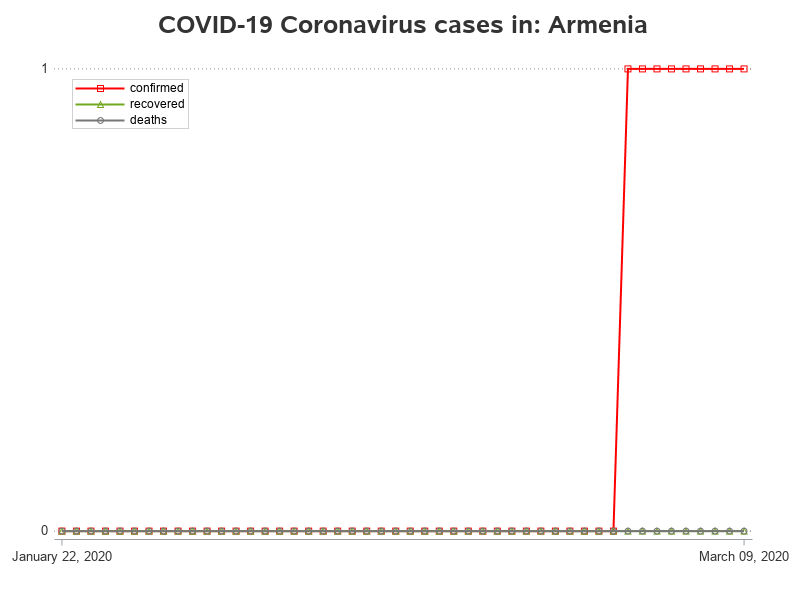 COVID-19 Coronavirus cases in: Armenia
1
confirmed
recovered
deaths
0
January 22, 2020
March 09, 2020